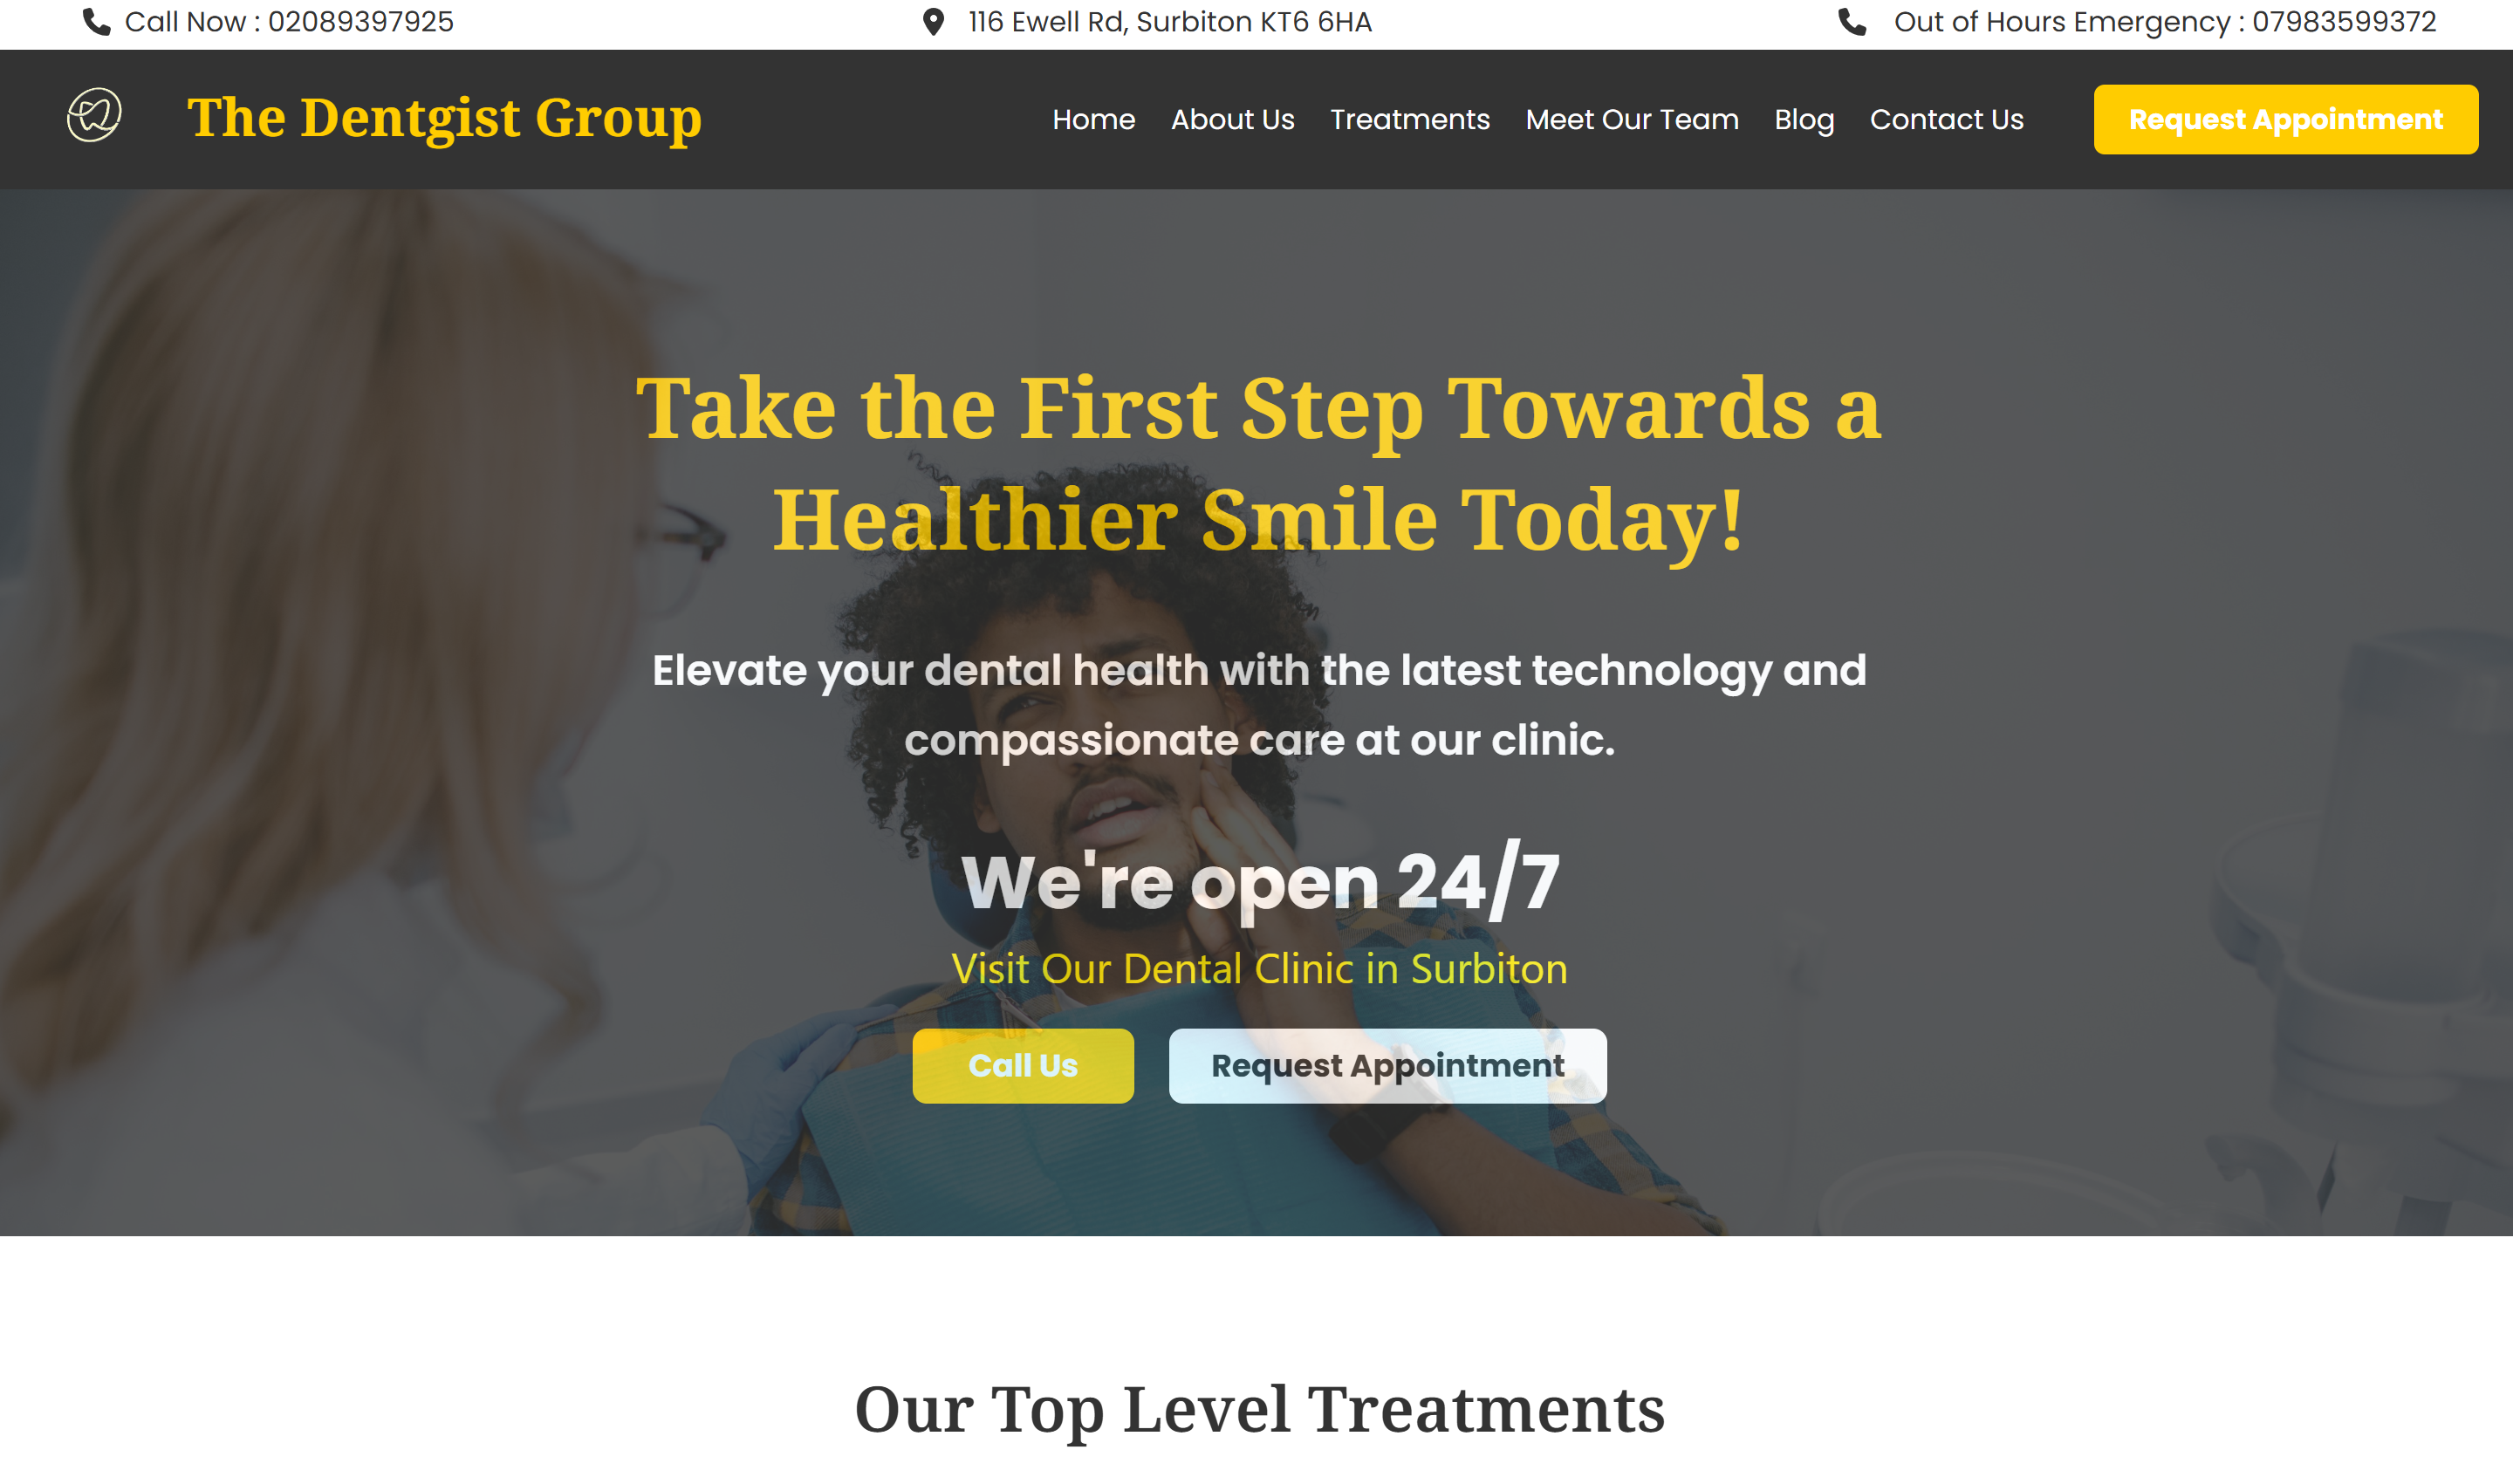 Call Now : 02089397925
116 Ewell Rd, Surbiton KT6 6HA
Out of Hours Emergency : 07983599372
The Dentgist Group
Home
About Us
Treatments
Meet Our Team
Blog
Contact Us
Request Appointment
Take the First Step Towards a
Healthier Smile Today!
Elevate your dental health with the latest technology and
compassionate care at our clinic.
We're open 24/7
Visit Our Dental Clinic in Surbiton
Call Us
Request Appointment
Our Top Level Treatments